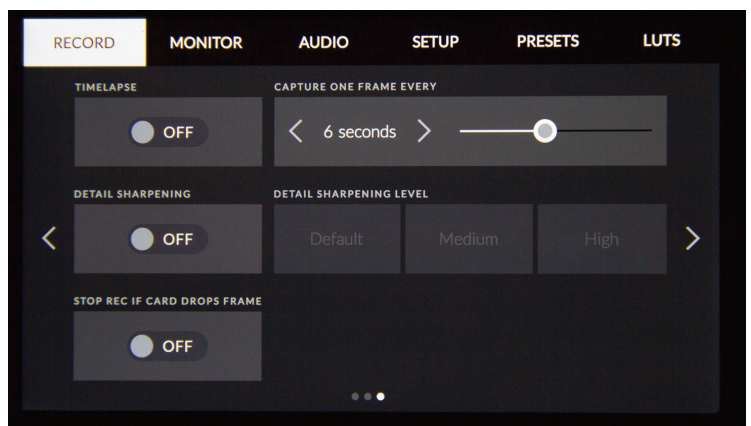 RECORD MONITOR AUDIO SETUP PRESETS LUTS
TIMELAPSE
CAPTURE ONE FRAME EVERY
OFF
6 seconds
DETAIL SHARPENING
DETAIL SHARPENING LEVEL
OFF
Default
Medium
High
STOP REC IF CARD DROPS FRAME
OFF